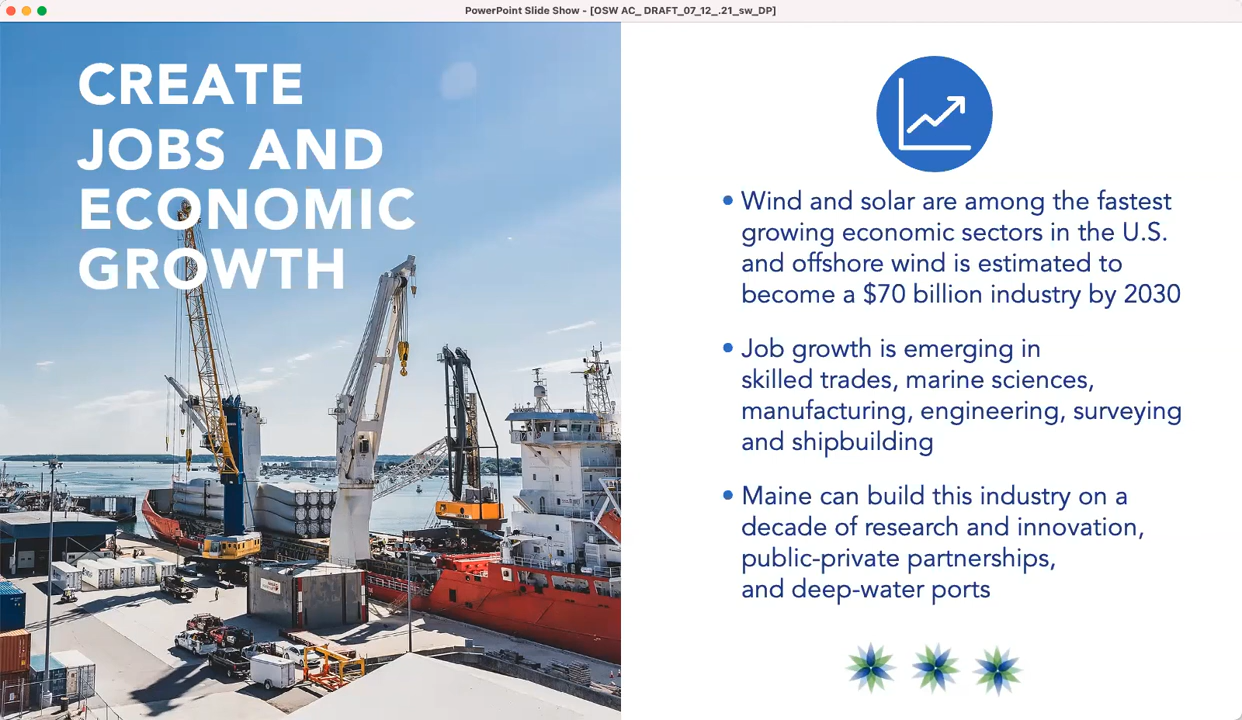 PowerPoint Slide Show - [OSW AC_ DRAFT_07_12_.21_sw_DP]
CREATE
JOBS AND
ECONOMIC
GROWTH
• Wind and solar are among the fastest
growing economic sectors in the U.S.
and offshore wind is estimated to
become a $70 billion industry by 2030
• Job growth is emerging in
skilled trades, marine sciences,
manufacturing, engineering, surveying
and shipbuilding
• Maine can build this industry on a
decade of research and innovation,
public-private partnerships,
and deep-water ports